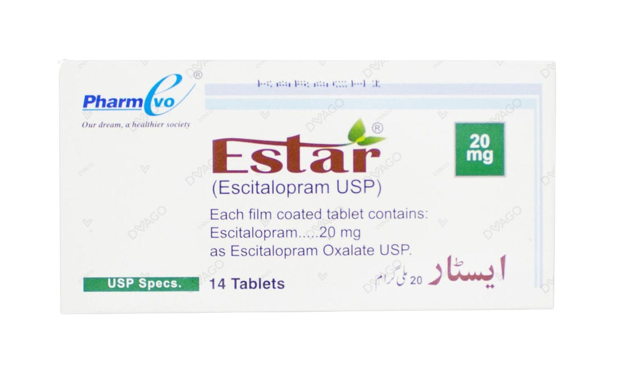 Pharmevo®
Our dream, a healthier society
Estar®
20
mg
(Escitalopram USP)
Each film coated tablet contains:
Escitalopram.....20 mg
as Escitalopram Oxalate USP.
ایسٹار 20 ملی گرام
USP Specs.
14 Tablets
DVAGO